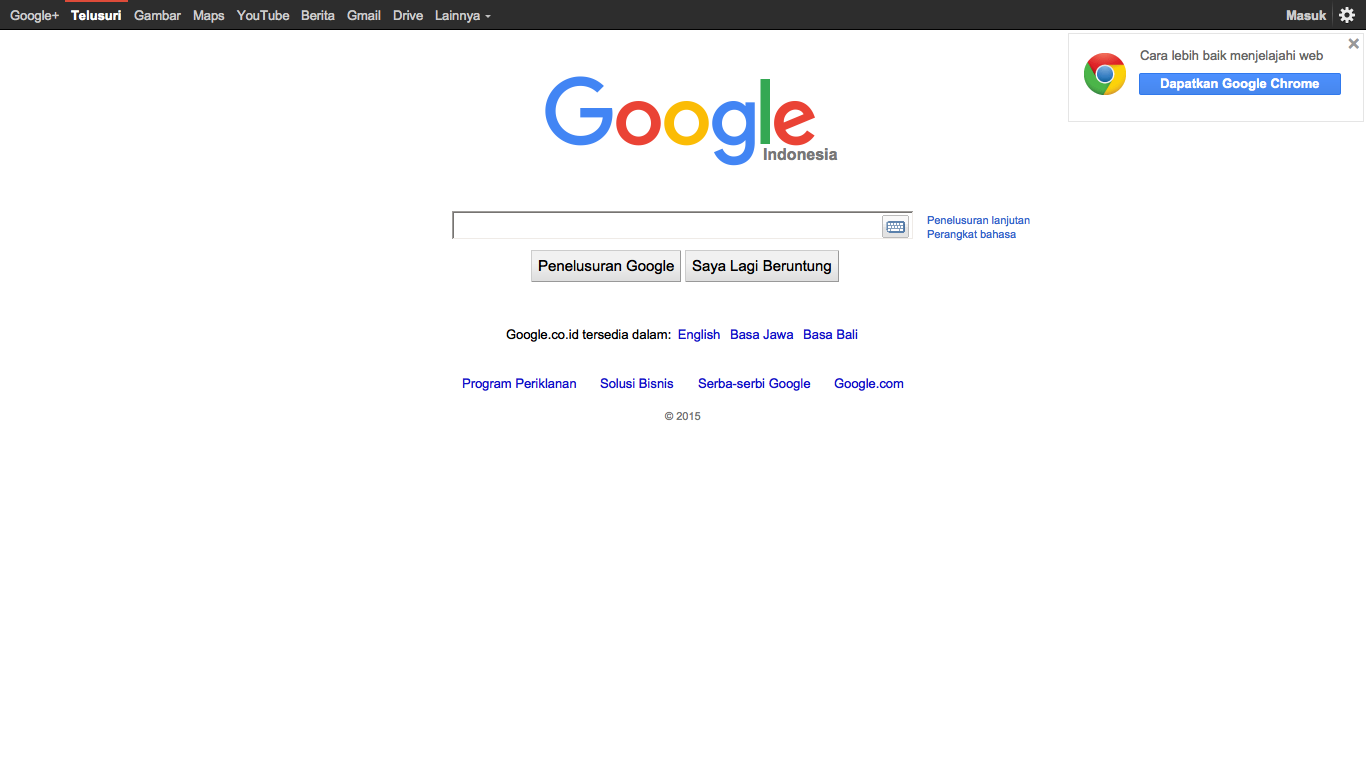 Google+ Telusuri Gambar Maps YouTube Berita Gmail Drive Lainnya Masuk
Cara lebih baik menjelajahi web
Dapatkan Google Chrome
Google
Indonesia
Penelusuran lanjutan
Perangkat bahasa
Penelusuran Google Saya Lagi Beruntung
Google.co.id tersedia dalam: English Basa Jawa Basa Bali
Program Periklanan Solusi Bisnis Serba-serbi Google Google.com
© 2015